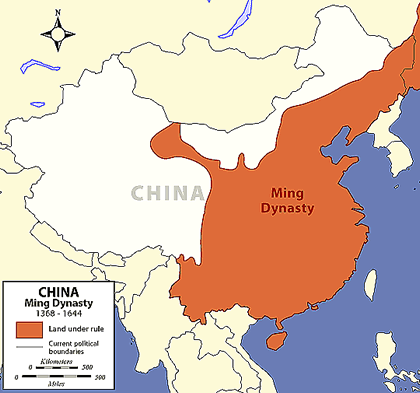 N
CHINA
Ming
Dynasty
CHINA
Ming Dynasty
1368 - 1644
Land under rule
Current political
boundaries
Kilometers
0 500
0 500
Miles